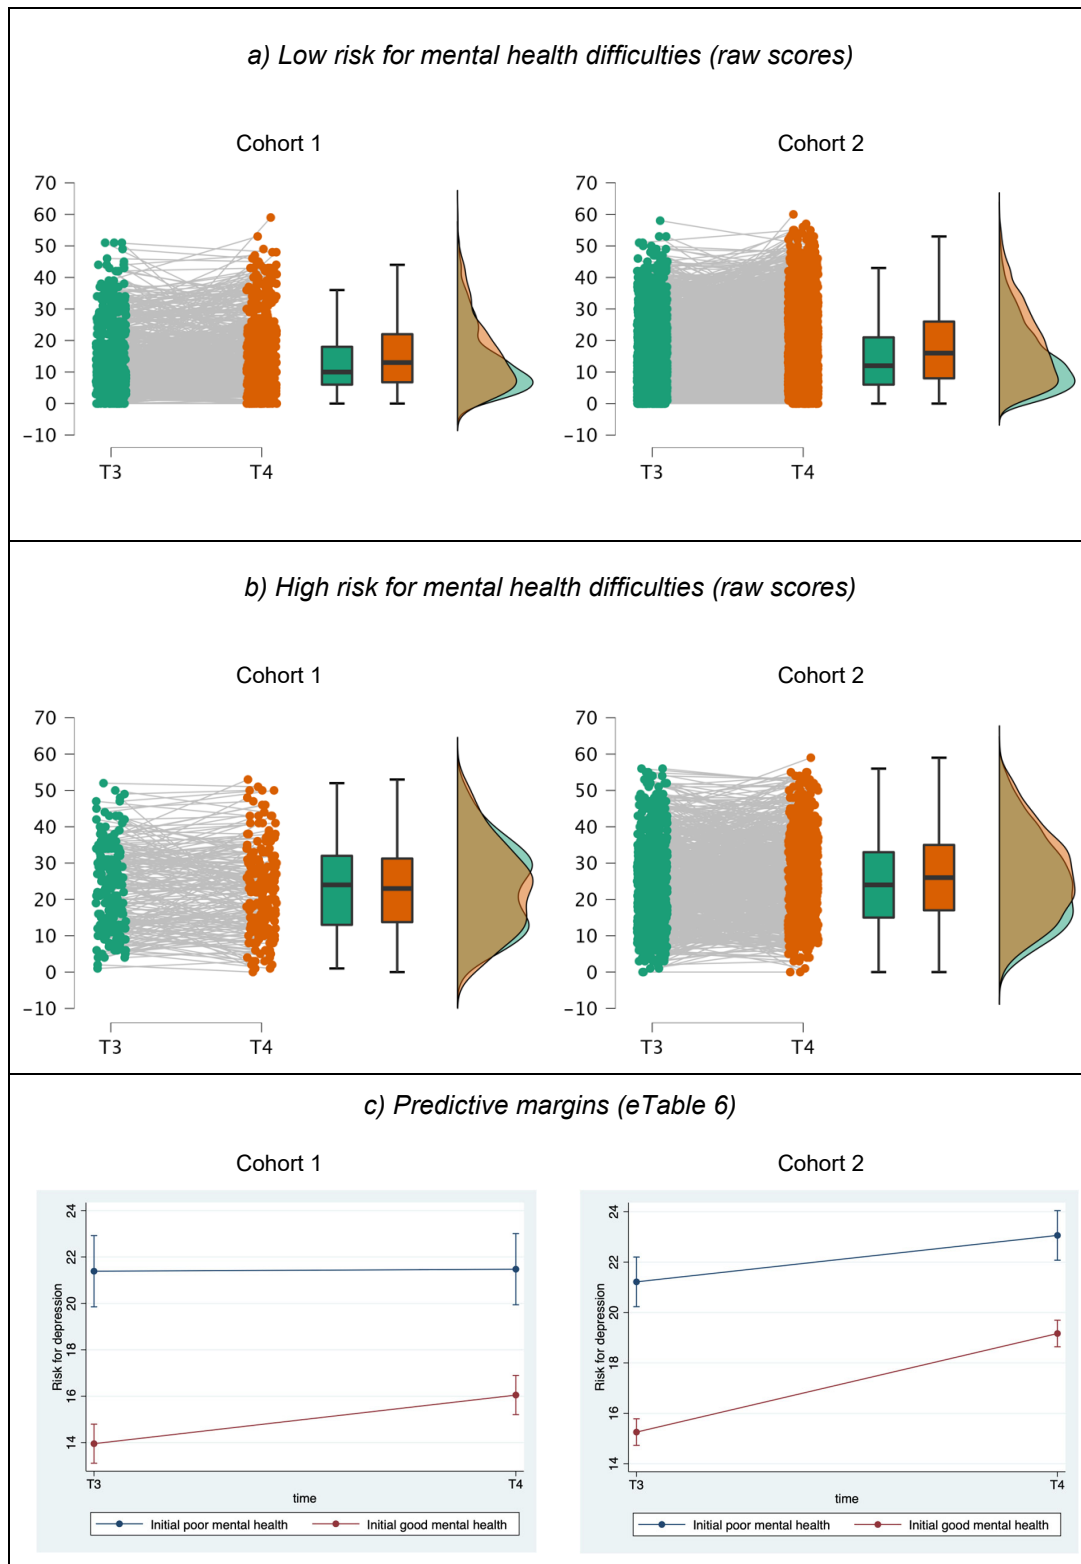 a) Low risk for mental health difficulties (raw scores)
Cohort 1
Cohort 2
70
60
50
40
30
20
10
0
−10
T3
T4
70
60
50
40
30
20
10
0
−10
T3
T4
b) High risk for mental health difficulties (raw scores)
Cohort 1
Cohort 2
70
60
50
40
30
20
10
0
−10
T3
T4
70
60
50
40
30
20
10
0
−10
T3
T4
c) Predictive margins (eTable 6)
Cohort 1
Cohort 2
Risk for depression
24
22
20
18
16
14
T3
T4
time
Initial poor mental health
Initial good mental health
Risk for depression
24
22
20
18
16
14
T3
T4
time
Initial poor mental health
Initial good mental health